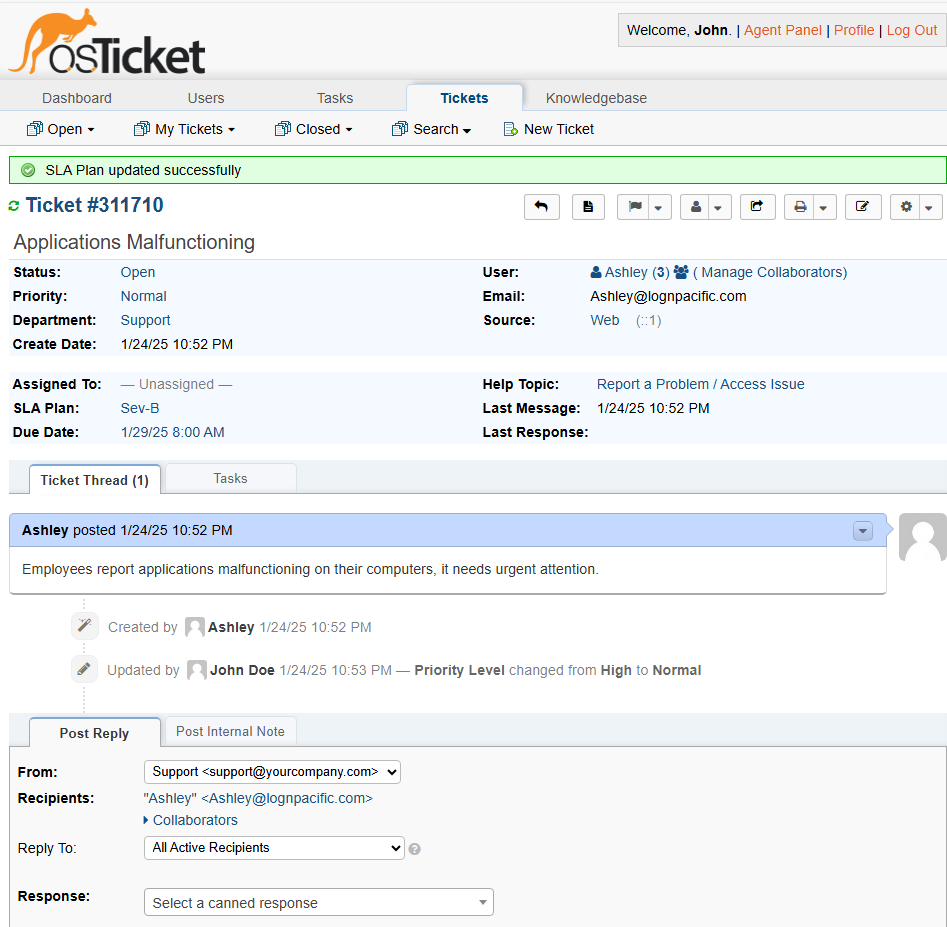 osTicket
Welcome, John. | Agent Panel | Profile | Log Out
Dashboard Users Tasks Tickets Knowledgebase
Open My Tickets Closed Search New Ticket
SLA Plan updated successfully
Ticket #311710
Applications Malfunctioning
Status: Open User: Ashley (3) ( Manage Collaborators)
Priority: Normal Email: Ashley@lognpacific.com
Department: Support Source: Web (::1)
Create Date: 1/24/25 10:52 PM
Assigned To: — Unassigned — Help Topic: Report a Problem / Access Issue
SLA Plan: Sev-B Last Message: 1/24/25 10:52 PM
Due Date: 1/29/25 8:00 AM Last Response:
Ticket Thread (1) Tasks
Ashley posted 1/24/25 10:52 PM
Employees report applications malfunctioning on their computers, it needs urgent attention.
Created by Ashley 1/24/25 10:52 PM
Updated by John Doe 1/24/25 10:53 PM — Priority Level changed from High to Normal
Post Reply Post Internal Note
From: Support <support@yourcompany.com>
Recipients: "Ashley" <Ashley@lognpacific.com>
Collaborators
Reply To: All Active Recipients ?
Response: Select a canned response